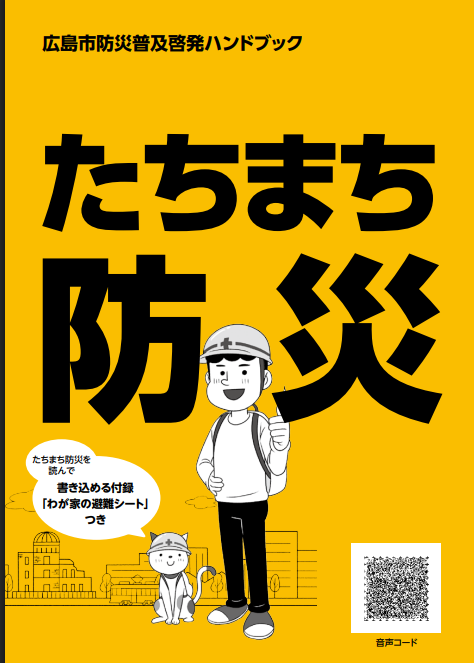 広島市防災普及啓発ハンドブック
たちまち
防災
たちまち防災を
読んで
書き込める付録
「わが家の避難シート」
つき
音声コード